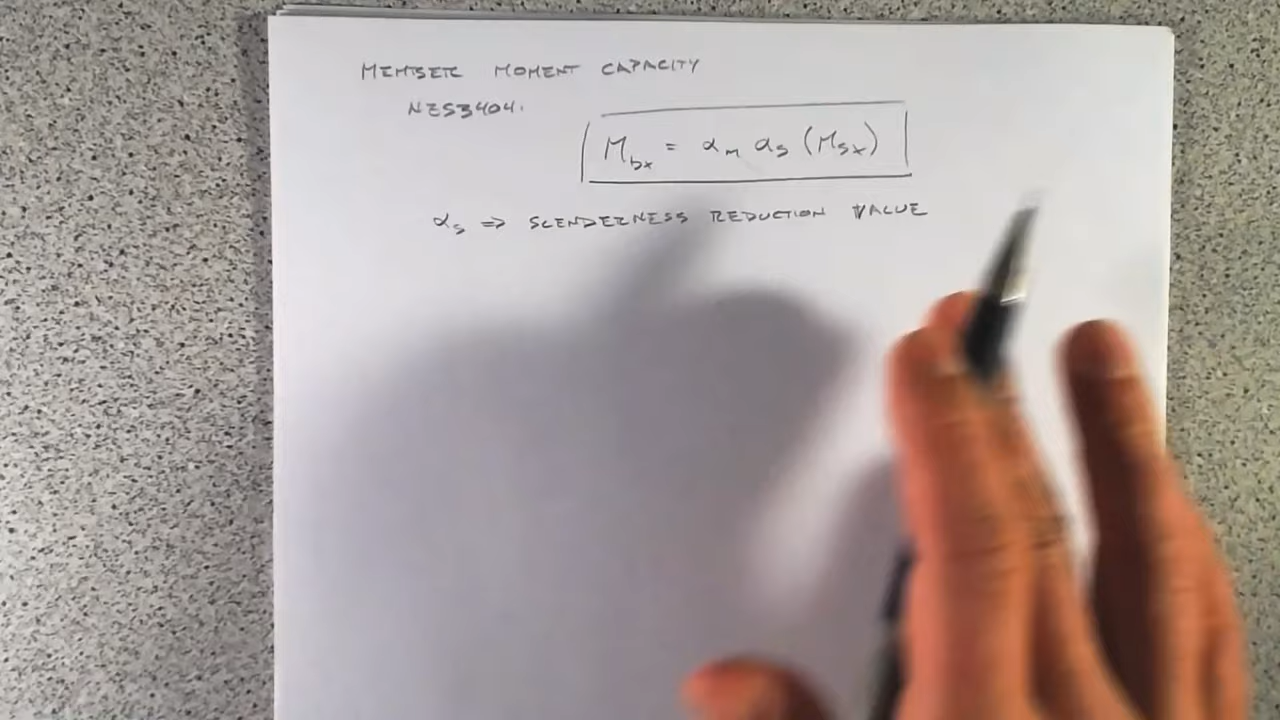 MEMBER MOMENT CAPACITY
NZS3404.
Mbx = αm αs (Msx)
αs ⇒ SLENDERNESS REDUCTION VALUE